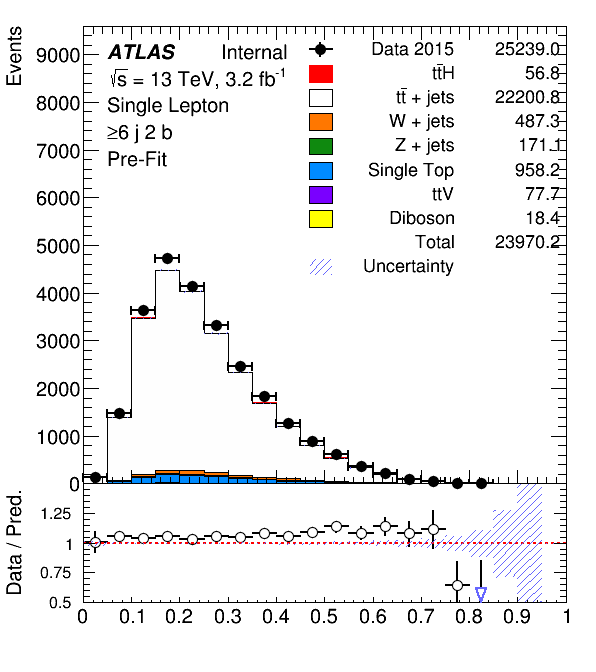 ATLAS Internal
√s = 13 TeV, 3.2 fb⁻¹
Single Lepton
≥6 j 2 b
Pre-Fit
Data 2015 25239.0
tt̄H 56.8
tt̄ + jets 22200.8
W + jets 487.3
Z + jets 171.1
Single Top 958.2
ttV 77.7
Diboson 18.4
Total 23970.2
Uncertainty
Events
9000
8000
7000
6000
5000
4000
3000
2000
1000
0
Data / Pred.
1.25
1
0.75
0.5
0 0.1 0.2 0.3 0.4 0.5 0.6 0.7 0.8 0.9 1